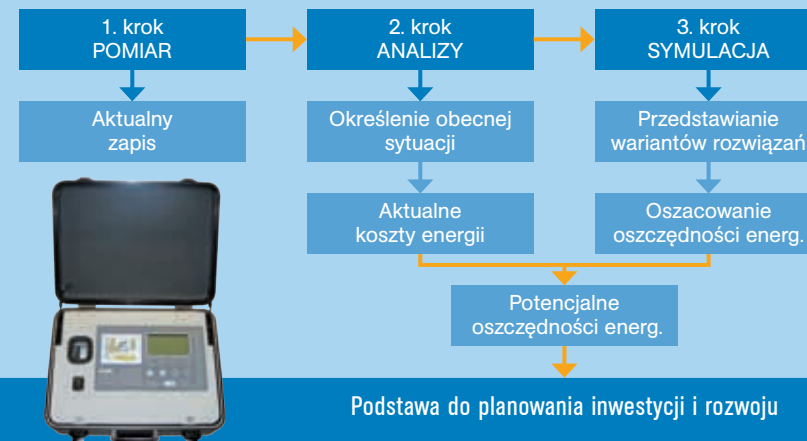 1. krok
POMIAR
2. krok
ANALIZY
3. krok
SYMULACJA
Aktualny
zapis
Określenie obecnej
sytuacji
Przedstawianie
wariantów rozwiązań
Aktualne
koszty energii
Oszacowanie
oszczędności energ.
Potencjalne
oszczędności energ.
Podstawa do planowania inwestycji i rozwoju